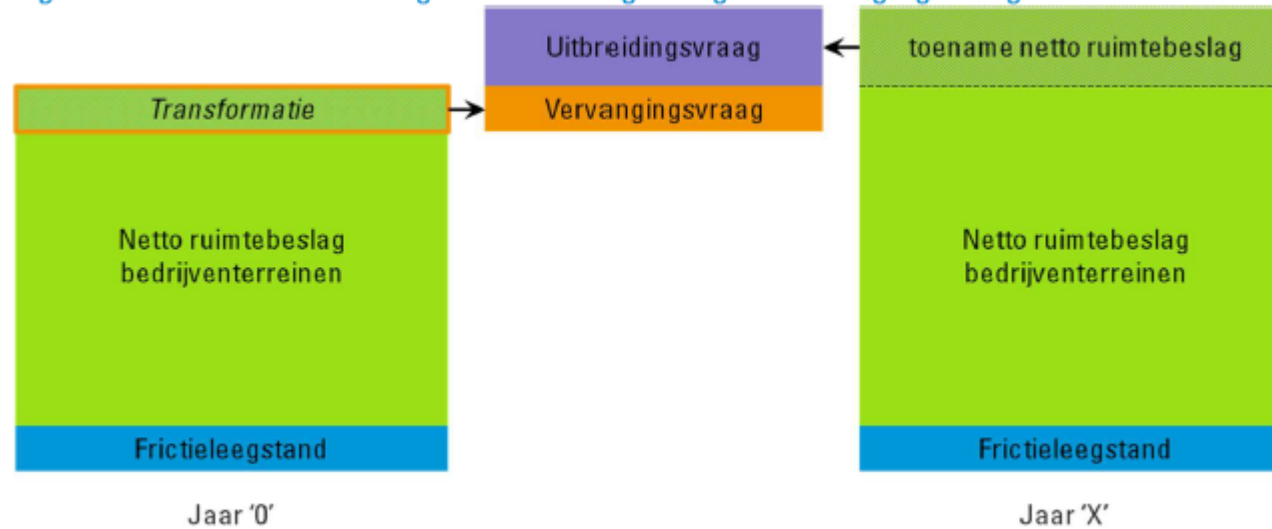 Uitbreidingsvraag
toename netto ruimtebeslag
Transformatie
Vervangingsvraag
Netto ruimtebeslag
bedrijventerreinen
Netto ruimtebeslag
bedrijventerreinen
Frictieleegstand
Frictieleegstand
Jaar '0'
Jaar 'X'